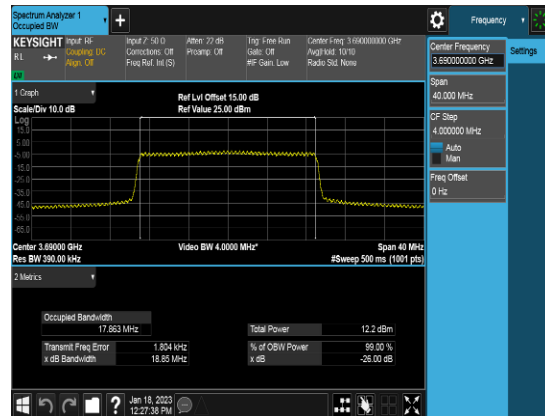 Spectrum Analyzer 1
Occupied BW
+
Frequency
KEYSIGHT Input: RF
Coupling: DC
Align: Off
RL
LW
Input Z: 50 Ω
Corrections: Off
Freq Ref: Int (S)
Atten: 22 dB
Preamp: Off
Trig: Free Run
Gate: Off
#IF Gain: Low
Center Freq: 3.690000000 GHz
Avg|Hold: 10/10
Radio Std: None
Center Frequency
3.690000000 GHz
Settings
Span
40.000 MHz
CF Step
4.000000 MHz
Auto
Man
Freq Offset
0 Hz
1 Graph
Scale/Div 10.0 dB
Ref Lvl Offset 15.00 dB
Ref Value 25.00 dBm
Log
15.0
5.00
-5.00
-15.0
-25.0
-35.0
-45.0
-55.0
-65.0
Center 3.69000 GHz
Res BW 390.00 kHz
Video BW 4.0000 MHz*
Span 40 MHz
#Sweep 500 ms (1001 pts)
2 Metrics
Occupied Bandwidth
17.863 MHz
Total Power 12.2 dBm
Transmit Freq Error 1.804 kHz
% of OBW Power 99.00 %
x dB Bandwidth 18.85 MHz
x dB -26.00 dB
?
Jan 18, 2023
12:27:38 PM